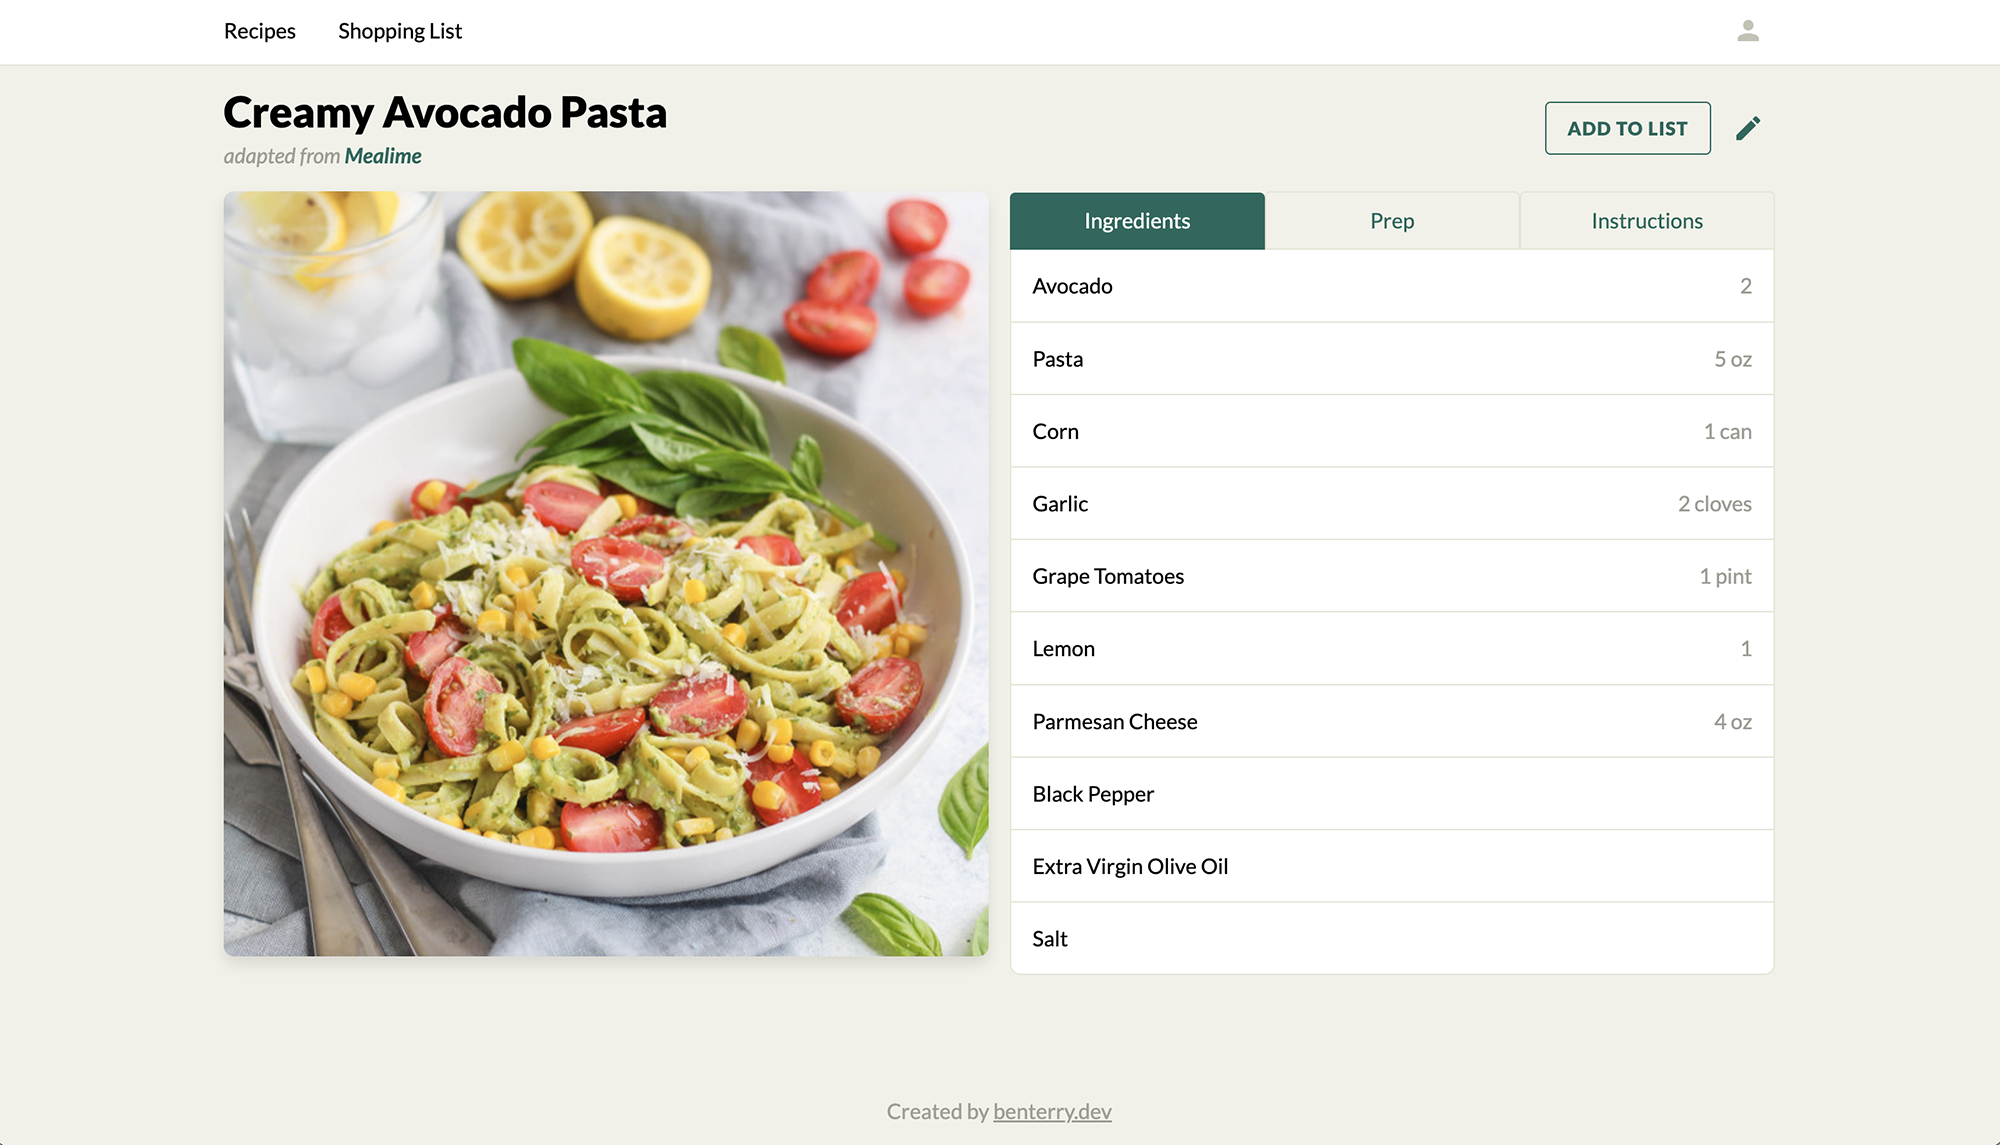 Recipes Shopping List
Creamy Avocado Pasta
adapted from Mealime
ADD TO LIST
Ingredients Prep Instructions
Avocado 2
Pasta 5 oz
Corn 1 can
Garlic 2 cloves
Grape Tomatoes 1 pint
Lemon 1
Parmesan Cheese 4 oz
Black Pepper
Extra Virgin Olive Oil
Salt
Created by benterry.dev